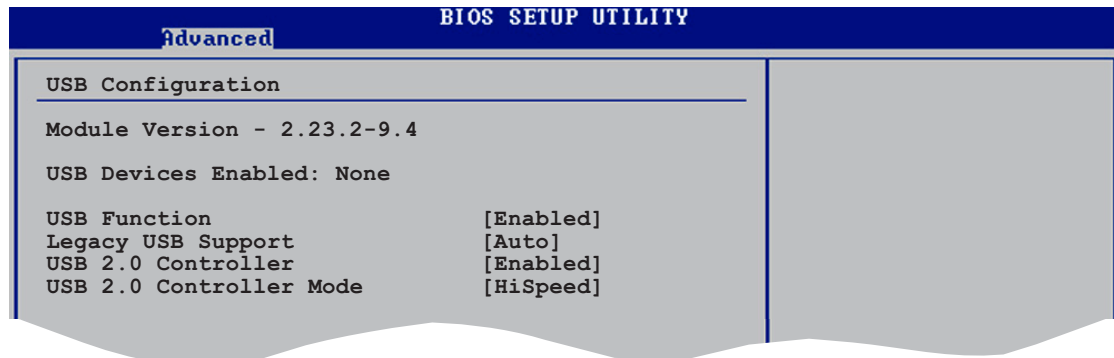 BIOS SETUP UTILITY
Advanced
USB Configuration
Module Version - 2.23.2-9.4
USB Devices Enabled: None
USB Function [Enabled]
Legacy USB Support [Auto]
USB 2.0 Controller [Enabled]
USB 2.0 Controller Mode [HiSpeed]